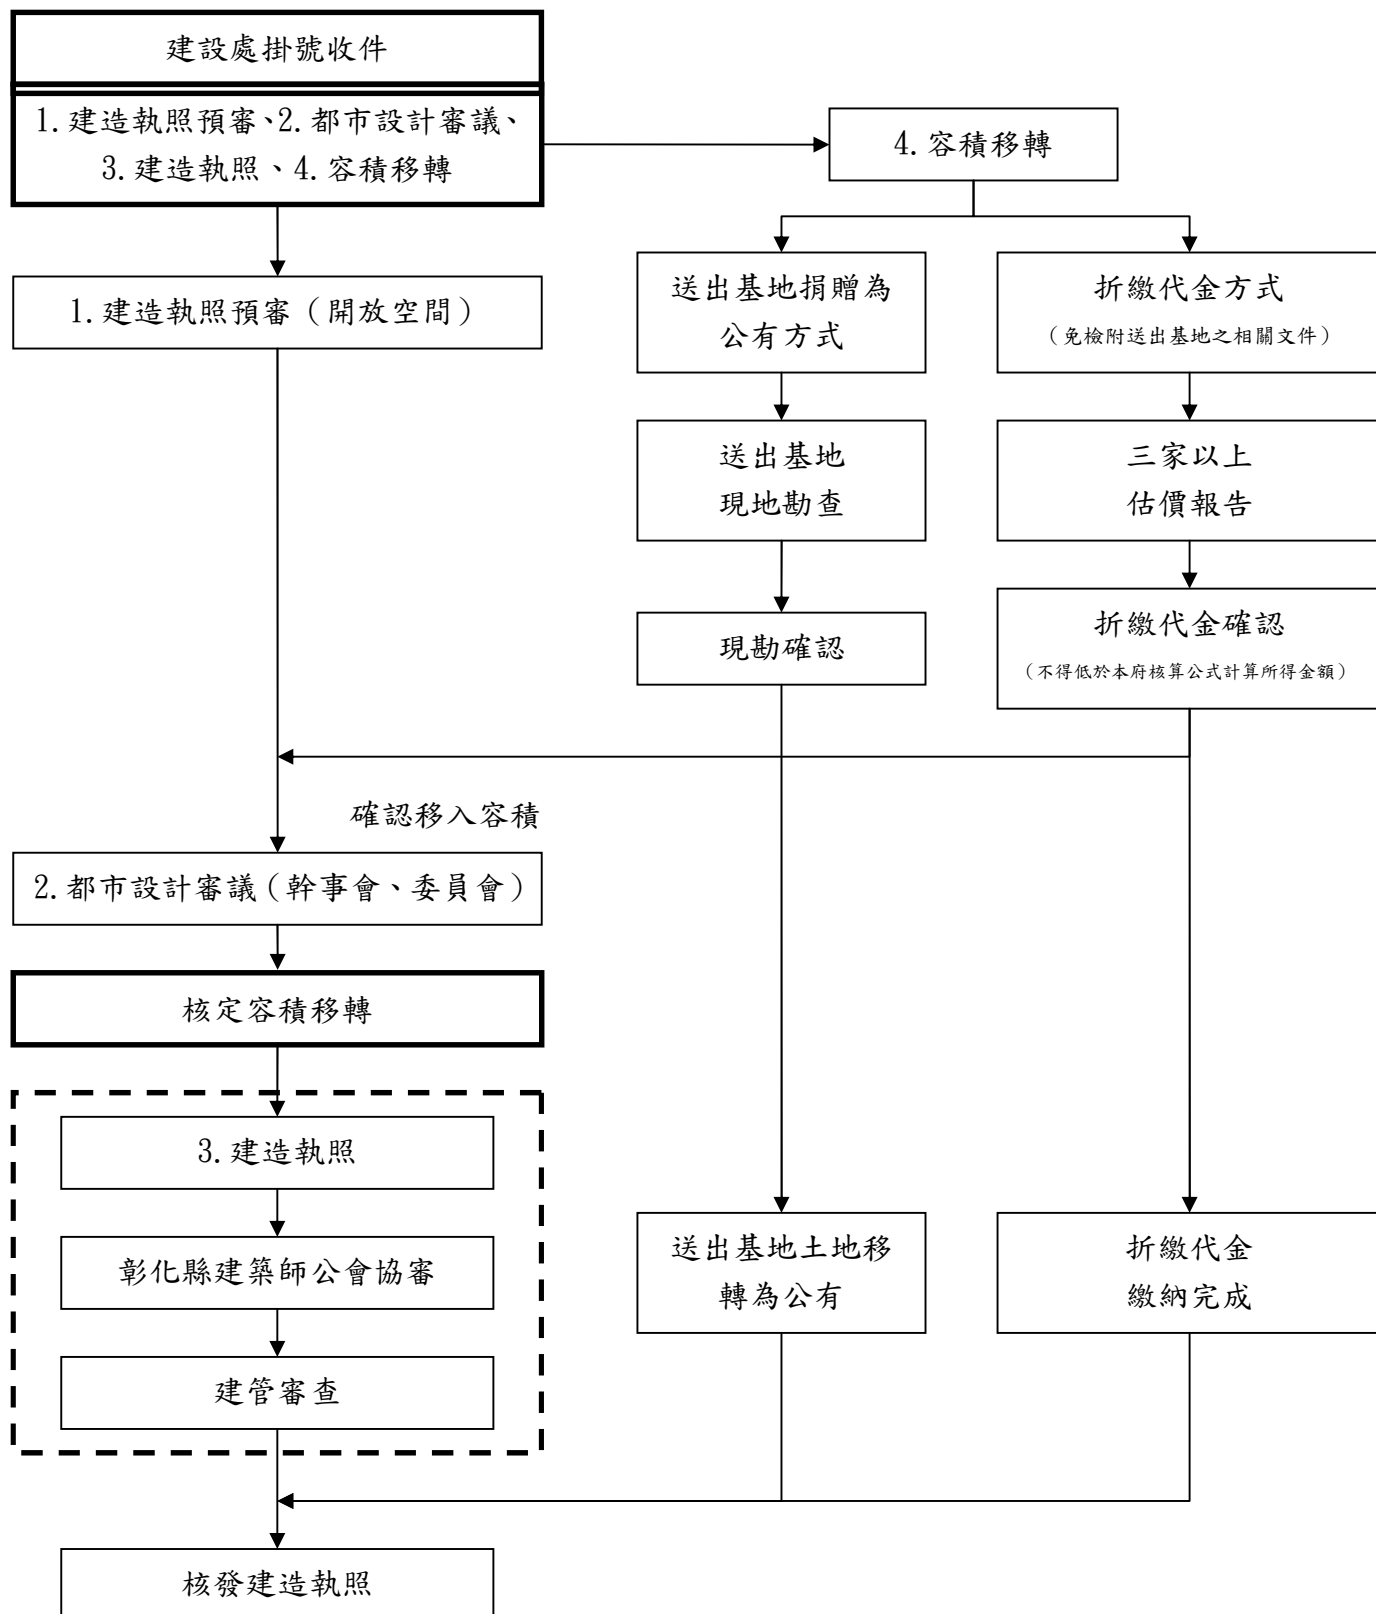 建設處掛號收件
1.建造執照預審、2.都市設計審議、
3.建造執照、4.容積移轉
4.容積移轉
1.建造執照預審（開放空間）
送出基地捐贈為
公有方式
折繳代金方式
（免檢附送出基地之相關文件）
送出基地
現地勘查
三家以上
估價報告
現勘確認
折繳代金確認
（不得低於本府核算公式計算所得金額）
確認移入容積
2.都市設計審議（幹事會、委員會）
核定容積移轉
3.建造執照
彰化縣建築師公會協審
建管審查
送出基地土地移
轉為公有
折繳代金
繳納完成
核發建造執照